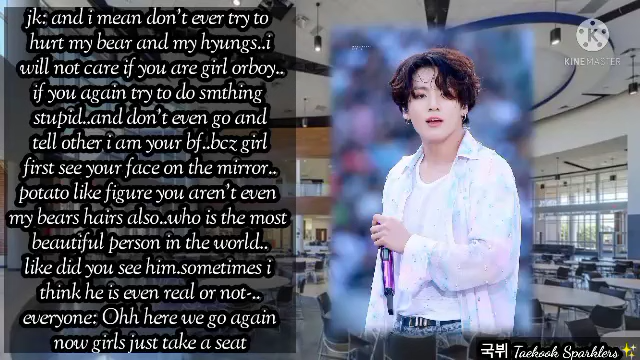 jk: and i mean don't ever try to
hurt my bear and my hyungs..i
will not care if you are girl orboy..
if you again try to do smthing
stupid..and don't even go and
tell other i am your bf..bcz girl
first see your face on the mirror..
potato like figure you aren't even
my bears hairs also..who is the most
beautiful person in the world..
like did you see him.sometimes i
think he is even real or not-..
everyone: Ohh here we go again
now girls just take a seat
KINEMASTER
국뷔 Taekook Sparklers ✨